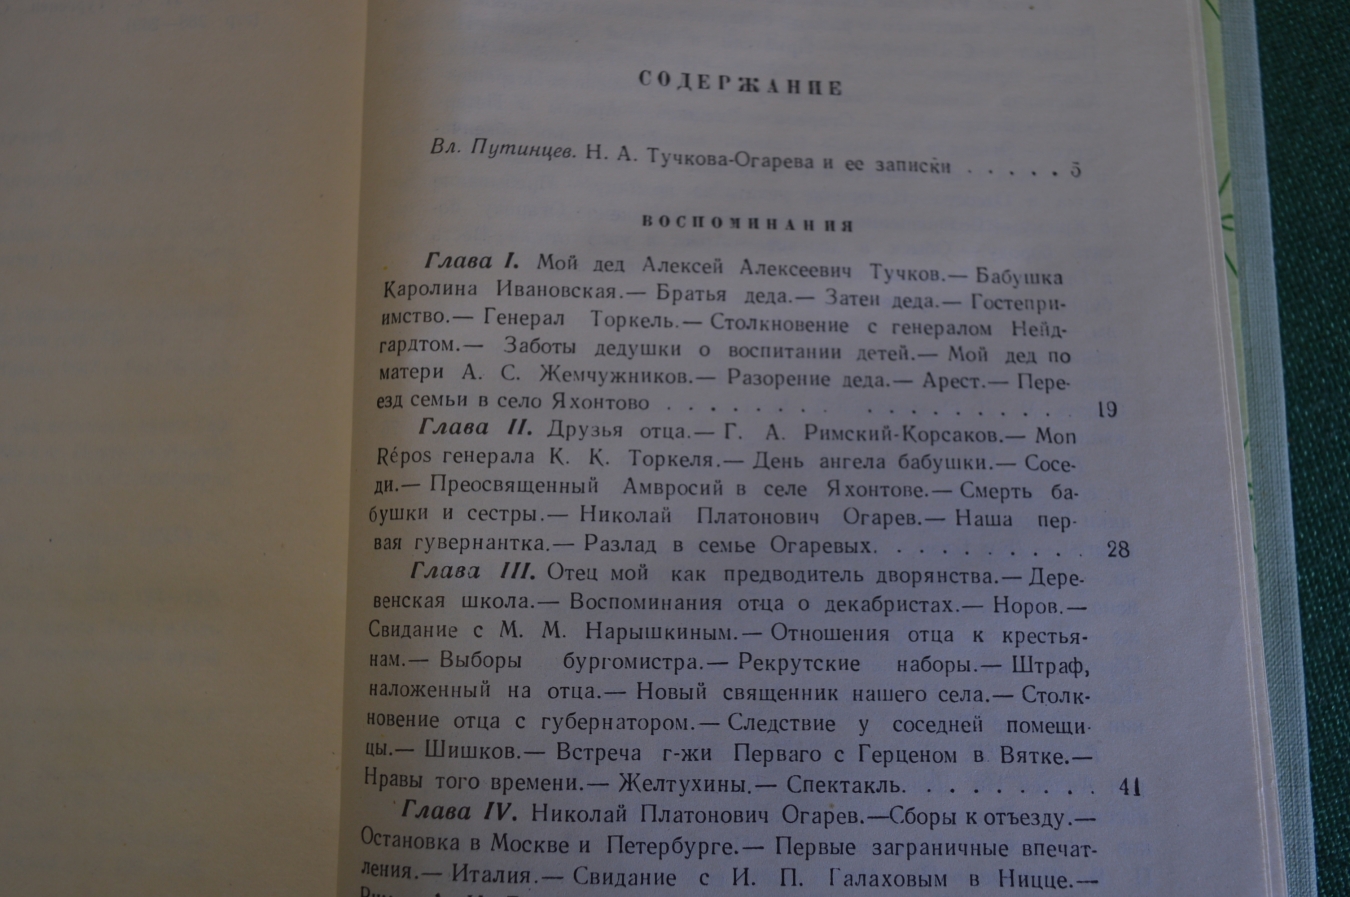 СОДЕРЖАНИЕ
Вл. Путинцев. Н. А. Тучкова-Огарева и ее записки . . . . . 5
ВОСПОМИНАНИЯ
Глава I. Мой дед Алексей Алексеевич Тучков.— Бабушка
Каролина Ивановская.— Братья деда.— Затеи деда.— Гостепри-
имство.— Генерал Торкель.— Столкновение с генералом Нейд-
гардтом.— Заботы дедушки о воспитании детей.— Мой дед по
матери А. С. Жемчужников.— Разорение деда.— Арест.— Пере-
езд семьи в село Яхонтово . . . . . . . . . . . . . . . 19
Глава II. Друзья отца.— Г. А. Римский-Корсаков.— Mon
Répos генерала К. К. Торкеля.— День ангела бабушки.— Сосе-
ди.— Преосвященный Амвросий в селе Яхонтове.— Смерть ба-
бушки и сестры.— Николай Платонович Огарев.— Наша пер-
вая гувернантка.— Разлад в семье Огаревых. . . . . . . . . . 28
Глава III. Отец мой как предводитель дворянства.— Дере-
венская школа.— Воспоминания отца о декабристах.— Норов.—
Свидание с М. М. Нарышкиным.— Отношения отца к крестья-
нам.— Выборы бургомистра.— Рекрутские наборы.— Штраф,
наложенный на отца.— Новый священник нашего села.— Столк-
новение отца с губернатором.— Следствие у соседней помещи-
цы.— Шишков.— Встреча г-жи Перваго с Герценом в Вятке.—
Нравы того времени.— Желтухины.— Спектакль. . . . . . . . . 41
Глава IV. Николай Платонович Огарев.—Сборы к отъезду.—
Остановка в Москве и Петербурге.— Первые заграничные впечат-
ления.— Италия.— Свидание с И. П. Галаховым в Ницце.—